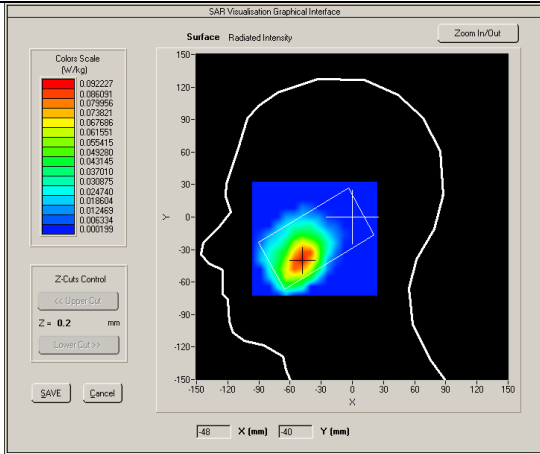 SAR Visualisation Graphical Interface
Surface Radiated Intensity
Zoom In/Out
Colors Scale
(W/kg)
0.092227
0.086091
0.079956
0.073821
0.067686
0.061551
0.055415
0.049280
0.043145
0.037010
0.030875
0.024740
0.018604
0.012469
0.006334
0.000199
Z-Cuts Control
<< Upper Cut
Z = 0.2 mm
Lower Cut >>
SAVE Cancel
150
120
90
60
30
0
-30
-60
-90
-120
-150
Y
-150 -120 -90 -60 -30 0 30 60 90 120 150
X
-48 X (mm) -40 Y (mm)